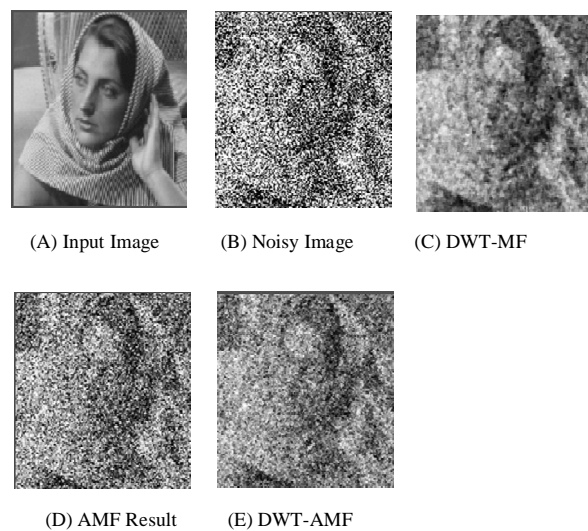 (A) Input Image (B) Noisy Image (C) DWT-MF
(D) AMF Result (E) DWT-AMF